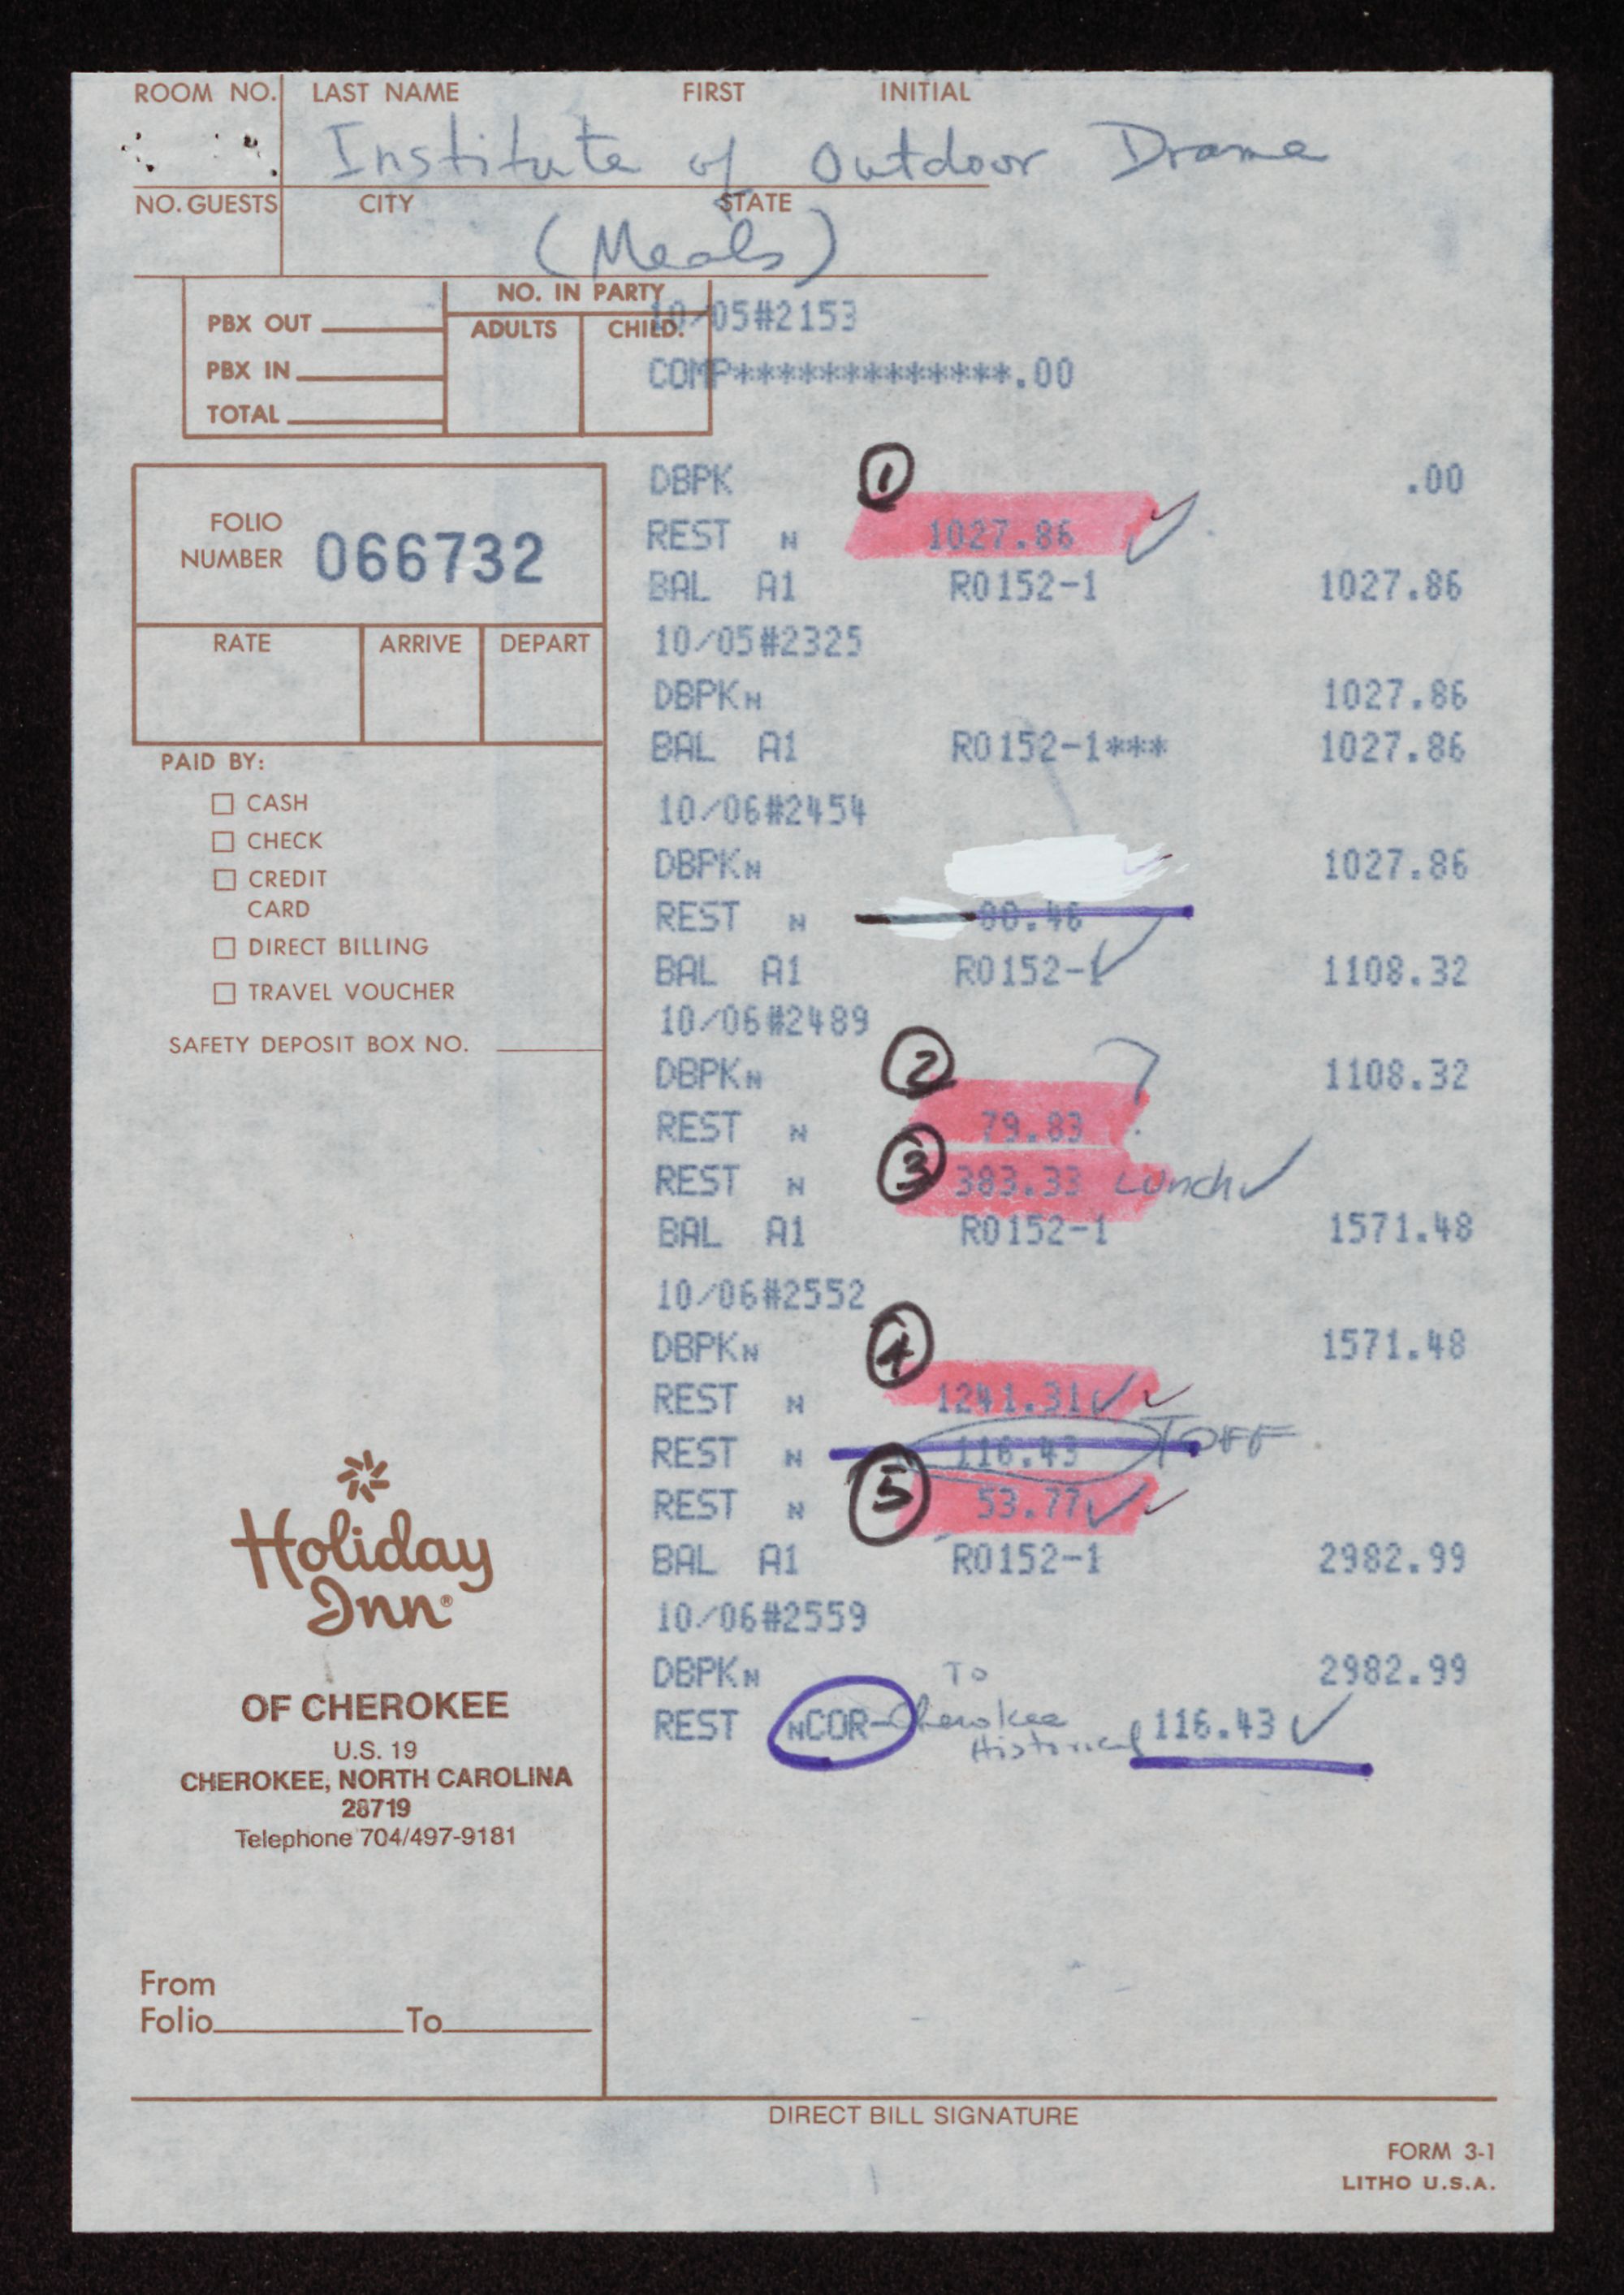 ROOM NO. LAST NAME FIRST INITIAL
Institute of Outdoor Drama
NO. GUESTS CITY STATE
(Meals)
NO. IN PARTY
PBX OUT ADULTS CHILD.
PBX IN
TOTAL
10/05#2153
COMP*************.00
DBPK ① .00
REST N 1027.86 ✓
BAL A1 R0152-1 1027.86
10/05#2325
DBPKN 1027.86
BAL A1 R0152-1*** 1027.86
10/06#2454
DBPKN 1027.86
REST N 80.46
BAL A1 R0152-1 ✓ 1108.32
10/06#2489
DBPKN ② 1108.32
REST N 79.83 ?
REST N ③ 383.33 Lunch ✓
BAL A1 R0152-1 1571.48
10/06#2552
DBPKN ④ 1571.48
REST N 1241.31 ✓ ✓
REST N 116.43 T OFF
REST N ⑤ 53.77 ✓ ✓
BAL A1 R0152-1 2982.99
10/06#2559
DBPKN To 2982.99
REST NCOR- Cherokee Historical 116.43 ✓
FOLIO NUMBER 066732
RATE ARRIVE DEPART
PAID BY:
☐ CASH
☐ CHECK
☐ CREDIT
CARD
☐ DIRECT BILLING
☐ TRAVEL VOUCHER
SAFETY DEPOSIT BOX NO.
Holiday
Inn®
OF CHEROKEE
U.S. 19
CHEROKEE, NORTH CAROLINA
28719
Telephone 704/497-9181
From
Folio To
DIRECT BILL SIGNATURE
FORM 3-1
LITHO U.S.A.